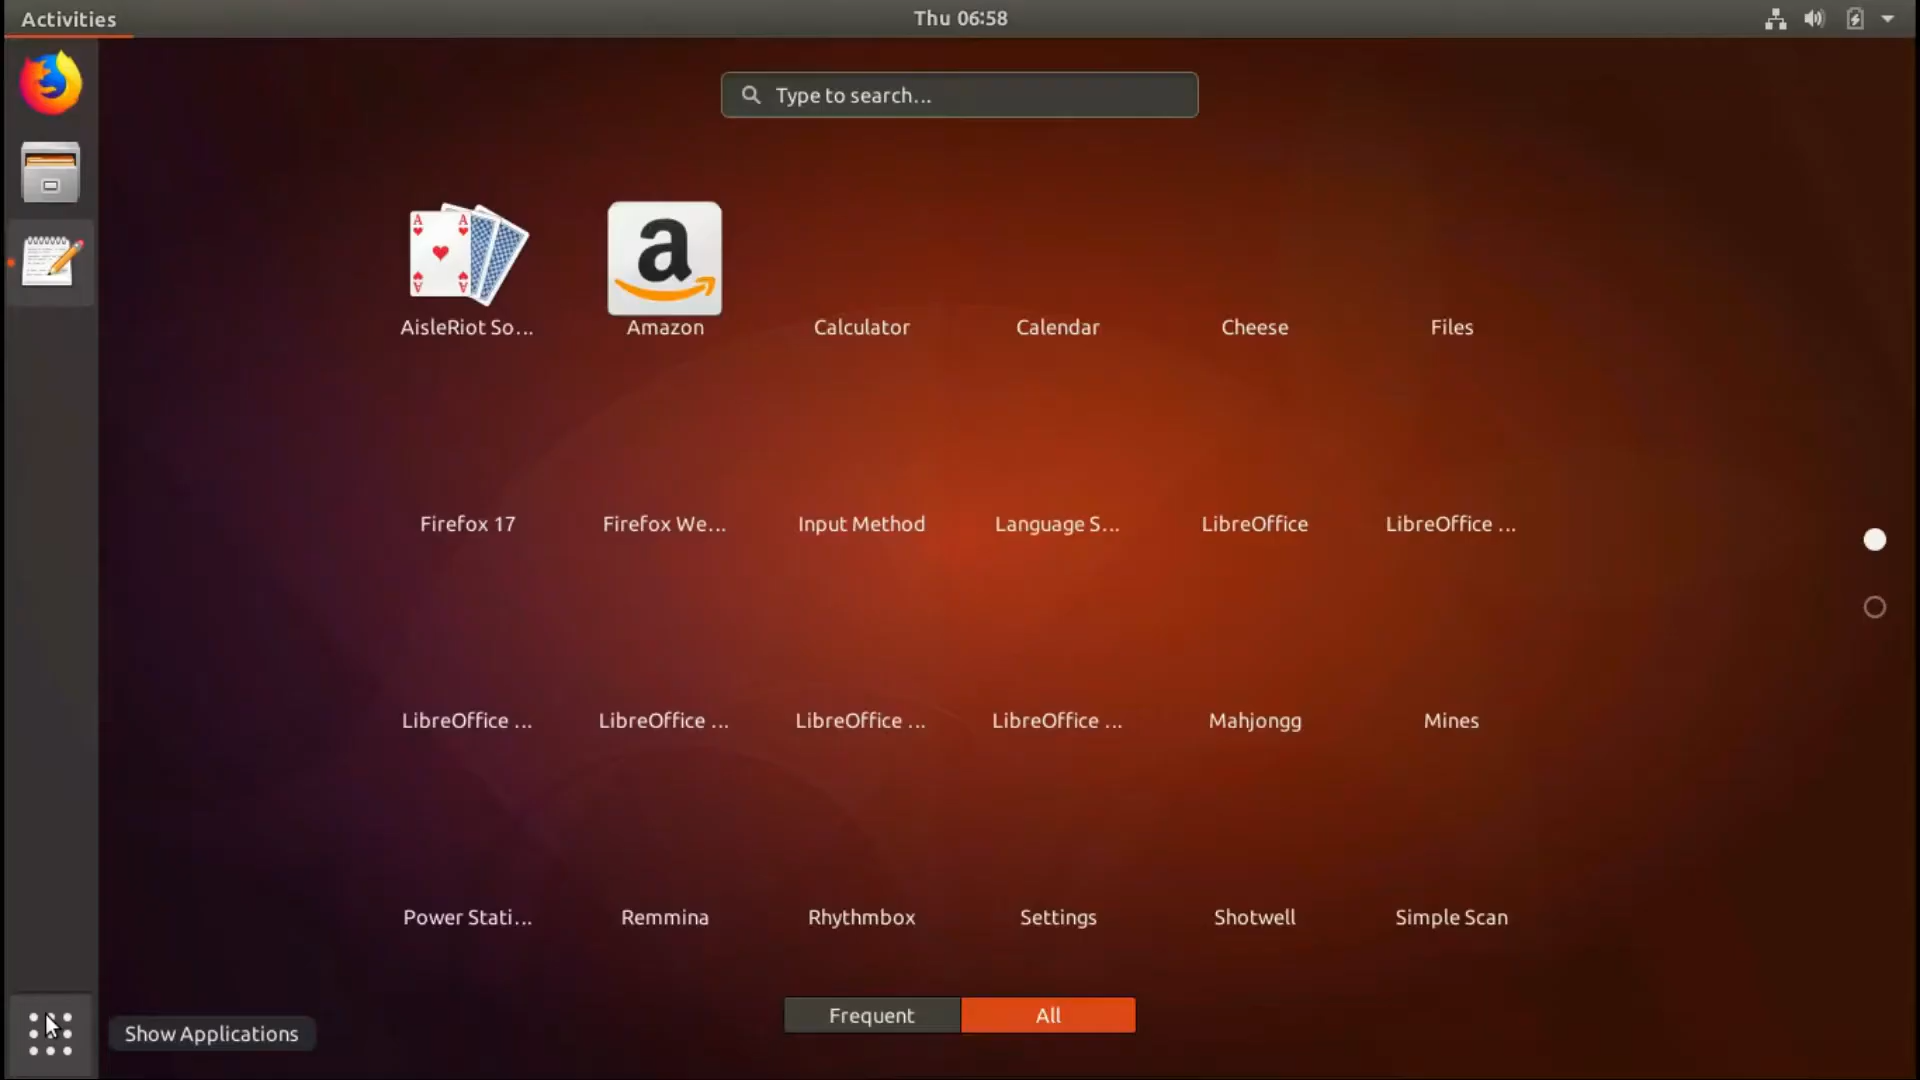 Activities
Thu 06:58
Type to search...
AisleRiot So...
Amazon
Calculator
Calendar
Cheese
Files
Firefox 17
Firefox We...
Input Method
Language S...
LibreOffice
LibreOffice ...
LibreOffice ...
LibreOffice ...
LibreOffice ...
LibreOffice ...
Mahjongg
Mines
Power Stati...
Remmina
Rhythmbox
Settings
Shotwell
Simple Scan
Frequent
All
Show Applications